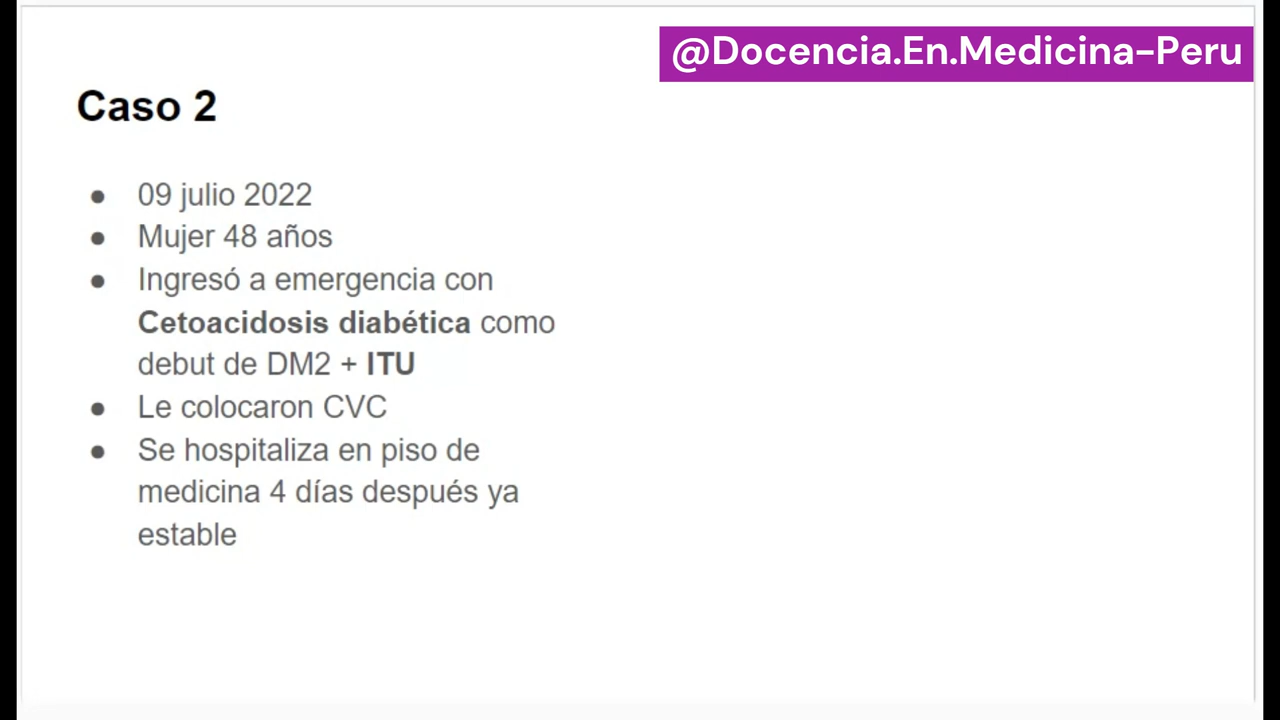 @Docencia.En.Medicina-Peru
Caso 2
● 09 julio 2022
● Mujer 48 años
● Ingresó a emergencia con
Cetoacidosis diabética como
debut de DM2 + ITU
● Le colocaron CVC
● Se hospitaliza en piso de
medicina 4 días después ya
estable